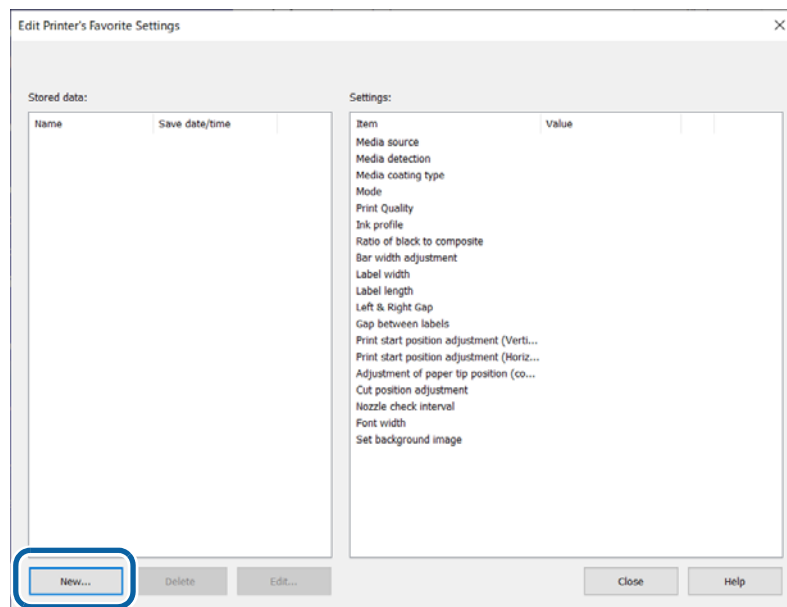 Edit Printer's Favorite Settings
Stored data:
Settings:
Name Save date/time
Item Value
Media source
Media detection
Media coating type
Mode
Print Quality
Ink profile
Ratio of black to composite
Bar width adjustment
Label width
Label length
Left & Right Gap
Gap between labels
Print start position adjustment (Verti...
Print start position adjustment (Horiz...
Adjustment of paper tip position (co...
Cut position adjustment
Nozzle check interval
Font width
Set background image
New... Delete Edit... Close Help